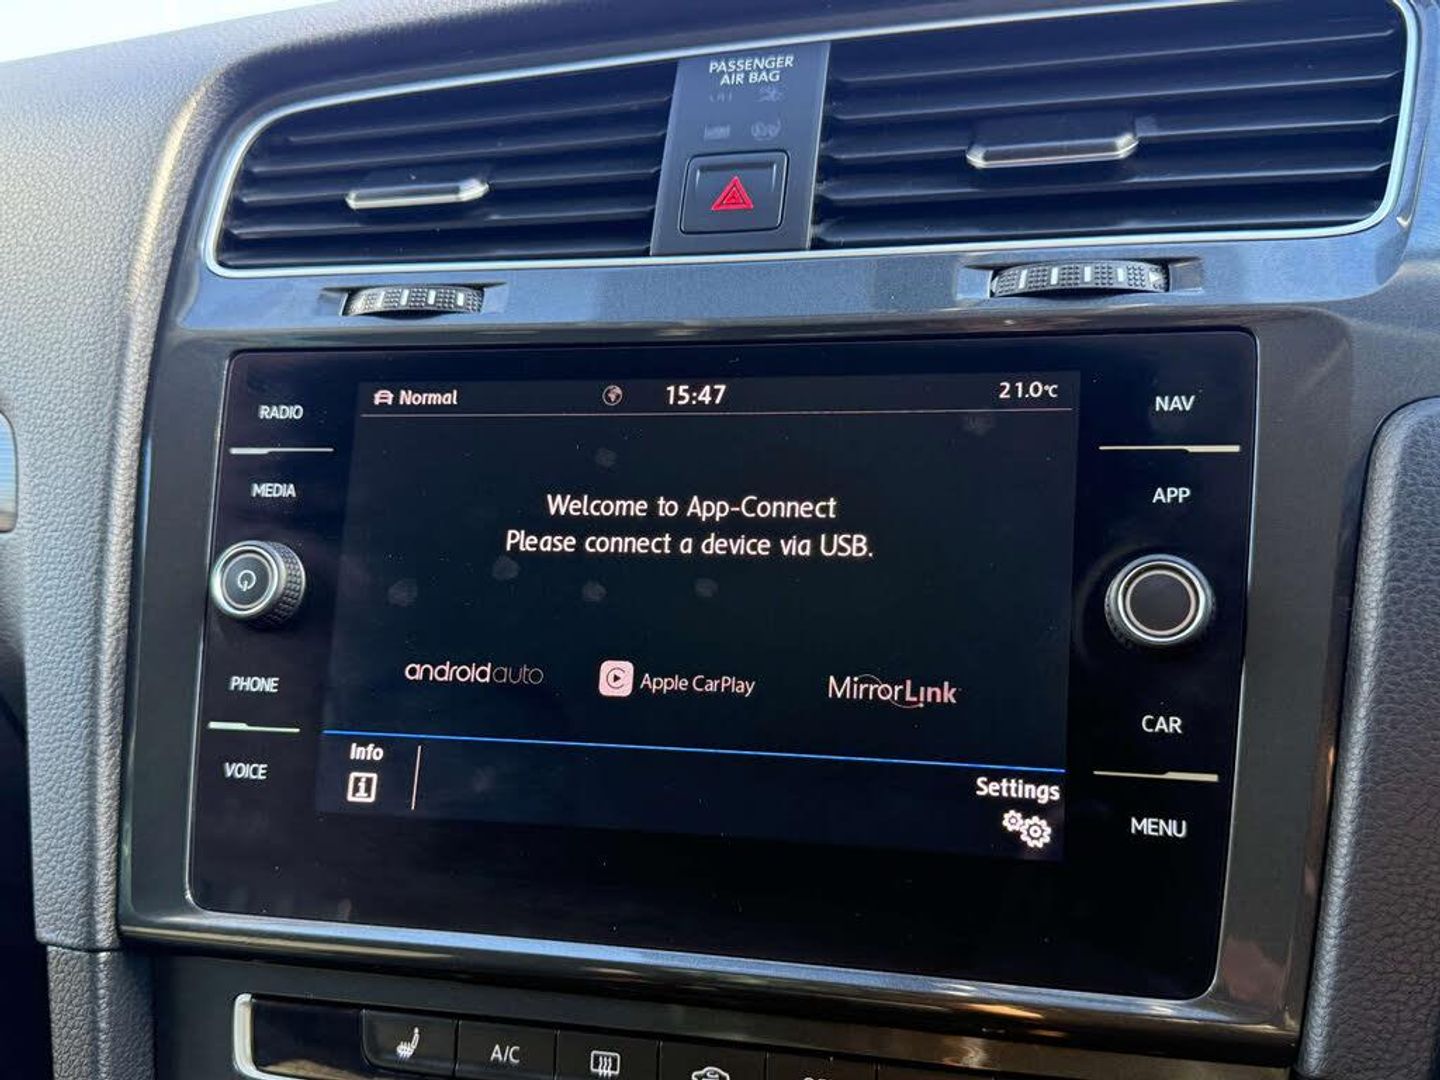 PASSENGER
AIR BAG
Normal
15:47
21.0°C
RADIO
MEDIA
PHONE
VOICE
NAV
APP
CAR
MENU
Welcome to App-Connect
Please connect a device via USB.
androidauto
Apple CarPlay
MirrorLink
Info
i
Settings
A/C